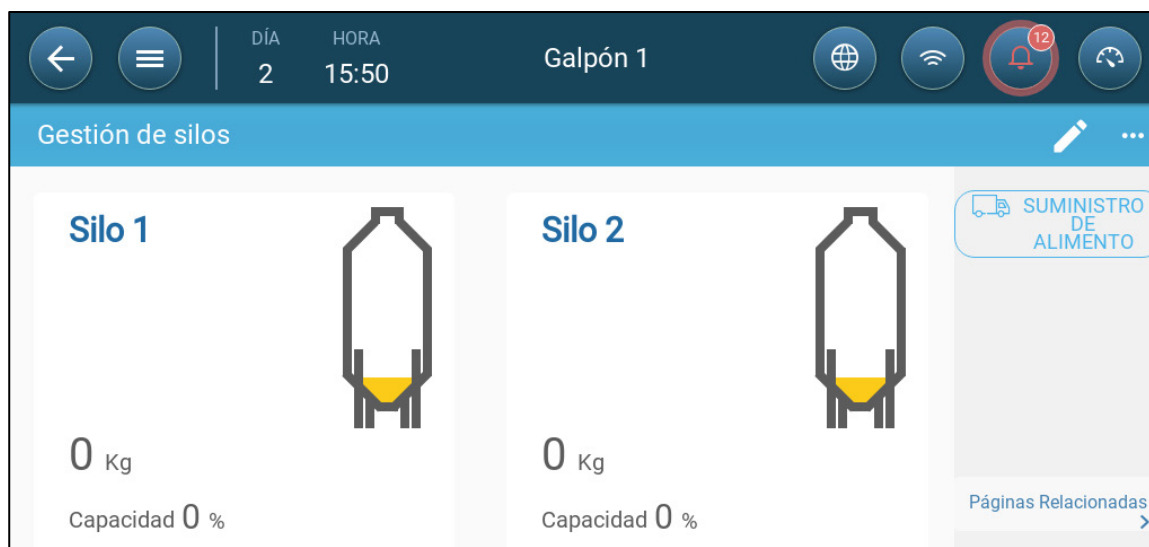 DÍA
2
HORA
15:50
Galpón 1
12
Gestión de silos
Silo 1
0 Kg
Capacidad 0 %
Silo 2
0 Kg
Capacidad 0 %
SUMINISTRO
DE
ALIMENTO
Páginas Relacionadas